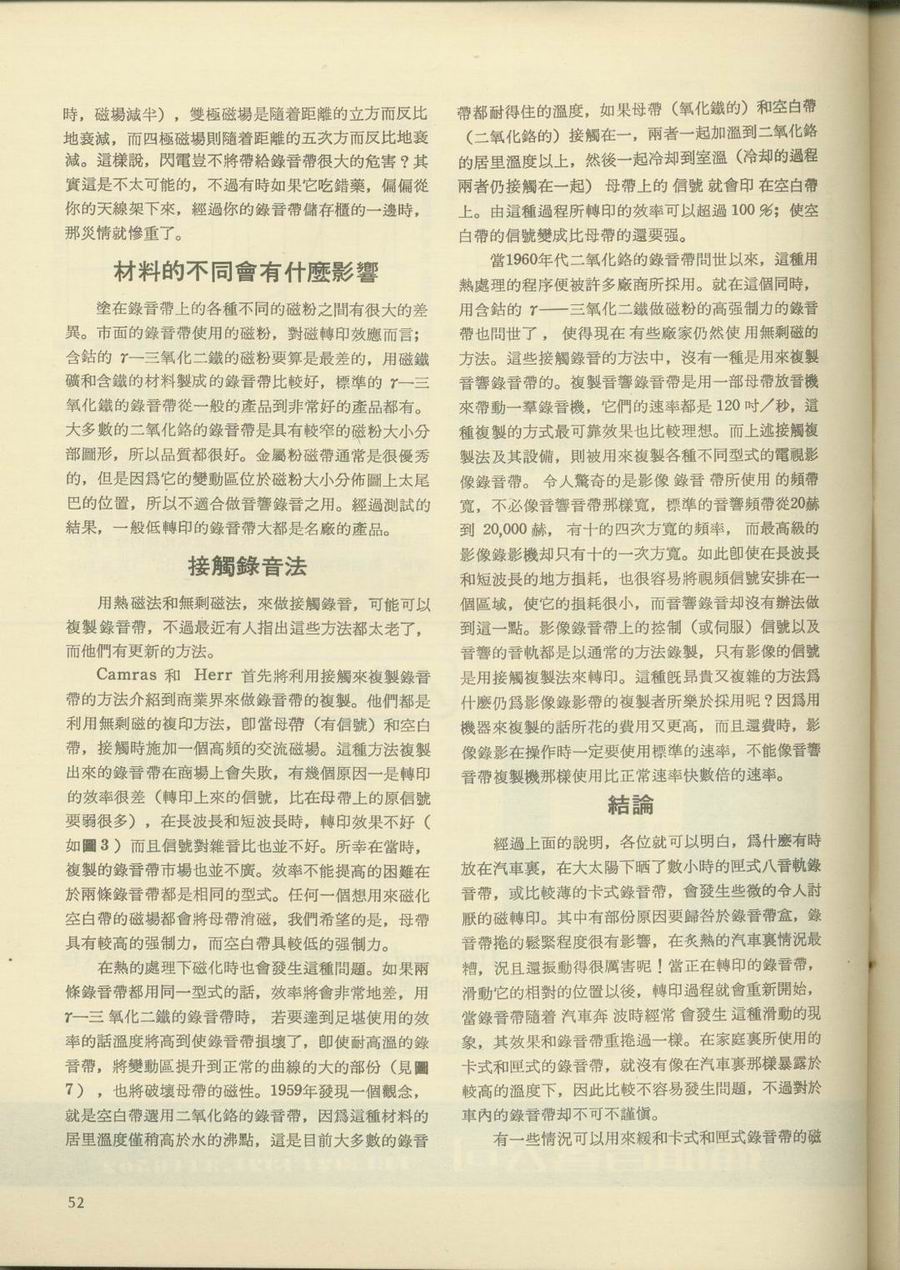 時，磁場減半），雙極磁場是隨着距離的立方而反比
地衰減，而四極磁場則隨着距離的五次方而反比地衰
減。這樣説，閃電豈不將帶給錄音帶很大的危害？其
實這是不太可能的，不過有時如果它吃錯藥，偏偏從
你的天線架下來，經過你的錄音帶儲存櫃的一邊時，
那災情就慘重了。
材料的不同會有什麼影響
塗在錄音帶上的各種不同的磁粉之間有很大的差
異。市面的錄音帶使用的磁粉，對磁轉印效應而言；
含鈷的 γ—三氧化二鐵的磁粉要算是最差的，用磁鐵
礦和含鐵的材料製成的錄音帶比較好，標準的 γ—三
氧化鐵的錄音帶從一般的產品到非常好的產品都有。
大多數的二氧化鉻的錄音帶是具有較窄的磁粉大小分
部圖形，所以品質都很好。金屬粉磁帶通常是很優秀
的，但是因爲它的變動區位於磁粉大小分佈圖上太尾
巴的位置，所以不適合做音響錄音之用。經過測試的
結果，一般低轉印的錄音帶大都是名廠的產品。
接觸錄音法
用熱磁法和無剩磁法，來做接觸錄音，可能可以
複製錄音帶，不過最近有人指出這些方法都太老了，
而他們有更新的方法。
Camras 和 Herr 首先將利用接觸來複製錄音
帶的方法介紹到商業界來做錄音帶的複製。他們都是
利用無剩磁的複印方法，卽當母帶（有信號）和空白
帶，接觸時施加一個高頻的交流磁場。這種方法複製
出來的錄音帶在商場上會失敗，有幾個原因一是轉印
的效率很差（轉印上來的信號，比在母帶上的原信號
要弱很多），在長波長和短波長時，轉印效果不好（
如圖 3 ）而且信號對雜音比也並不好。所幸在當時，
複製的錄音帶市場也並不廣。效率不能提高的困難在
於兩條錄音帶都是相同的型式。任何一個想用來磁化
空白帶的磁場都會將母帶消磁，我們希望的是，母帶
具有較高的强制力，而空白帶具較低的强制力。
在熱的處理下磁化時也會發生這種問題。如果兩
條錄音帶都用同一型式的話，效率將會非常地差，用
γ—三 氧化二鐵的錄音帶時， 若要達到足堪使用的效
率的話溫度將高到使錄音帶損壞了，卽使耐高溫的錄
音帶，將變動區提升到正常的曲線的大的部份（見圖
7 ），也將破壞母帶的磁性。1959年發現一個觀念，
就是空白帶選用二氧化鉻的錄音帶，因爲這種材料的
居里溫度僅稍高於水的沸點，這是目前大多數的錄音
帶都耐得住的溫度，如果母帶（氧化鐵的）和空白帶
（二氧化鉻的）接觸在一，兩者一起加溫到二氧化鉻
的居里溫度以上，然後一起冷却到室溫（冷却的過程
兩者仍接觸在一起） 母帶上的 信號 就會印 在空白帶
上。由這種過程所轉印的效率可以超過 100 %；使空
白帶的信號變成比母帶的還要强。
當1960年代二氧化鉻的錄音帶問世以來，這種用
熱處理的程序便被許多廠商所採用。就在這個同時，
用含鈷的 γ——三氧化二鐵做磁粉的高强制力的錄音
帶也問世了 ， 使得現在 有些廠家仍然使 用無剩磁的
方法。這些接觸錄音的方法中，沒有一種是用來複製
音響錄音帶的。複製音響錄音帶是用一部母帶放音機
來帶動一羣錄音機，它們的速率都是 120 吋／秒，這
種複製的方式最可靠效果也比較理想。而上述接觸複
製法及其設備，則被用來複製各種不同型式的電視影
像錄音帶。 令人驚奇的是影像 錄音 帶所使用 的頻帶
寬，不必像音響音帶那樣寬，標準的音響頻帶從20赫
到 20,000 赫， 有十的四次方寬的頻率， 而最高級的
影像錄影機却只有十的一次方寬。如此卽使在長波長
和短波長的地方損耗，也很容易將視頻信號安排在一
個區域，使它的損耗很小，而音響錄音却沒有辦法做
到這一點。影像錄音帶上的控制（或伺服）信號以及
音響的音軌都是以通常的方法錄製，只有影像的信號
是用接觸複製法來轉印。這種旣昂貴又複雜的方法爲
什麼仍爲影像錄影帶的複製者所樂於採用呢？因爲用
機器來複製的話所花的費用又更高，而且還費時，影
像錄影在操作時一定要使用標準的速率，不能像音響
音帶複製機那樣使用比正常速率快數倍的速率。
結論
經過上面的說明，各位就可以明白，爲什麼有時
放在汽車裏，在大太陽下晒了數小時的匣式八音軌錄
音帶，或比較薄的卡式錄音帶，會發生些微的令人討
厭的磁轉印。其中有部份原因要歸咎於錄音帶盒，錄
音帶捲的鬆緊程度很有影響，在炙熱的汽車裏情況最
糟，況且還振動得很厲害呢！當正在轉印的錄音帶，
滑動它的相對的位置以後，轉印過程就會重新開始，
當錄音帶隨着 汽車奔 波時經常 會發生 這種滑動的現
象，其效果和錄音帶重捲過一樣。在家庭裏所使用的
卡式和匣式的錄音帶，就沒有像在汽車裏那樣暴露於
較高的溫度下，因此比較不容易發生問題，不過對於
車內的錄音帶却不可不謹愼。
有一些情況可以用來緩和卡式和匣式錄音帶的磁
52